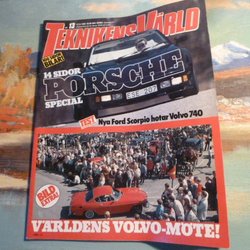 13
TEKNIKENS VÄRLD
14 SIDOR
PORSCHE
SPECIAL
TEST Nya Ford Scorpio hotar Volvo 740
BILD
EXTRA!
VÄRLDENS VOLVO-MÖTE!